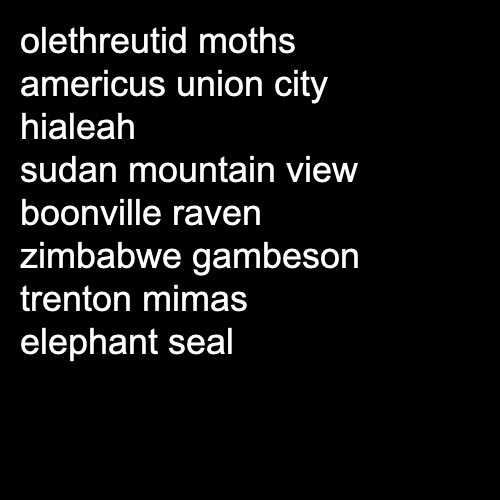 olethreutid moths
americus union city
hialeah
sudan mountain view
boonville raven
zimbabwe gambeson
trenton mimas
elephant seal